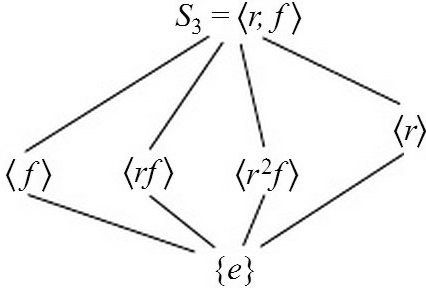 S₃ = ⟨r, f⟩
⟨r⟩
⟨f⟩ ⟨rf⟩ ⟨r²f⟩
{e}